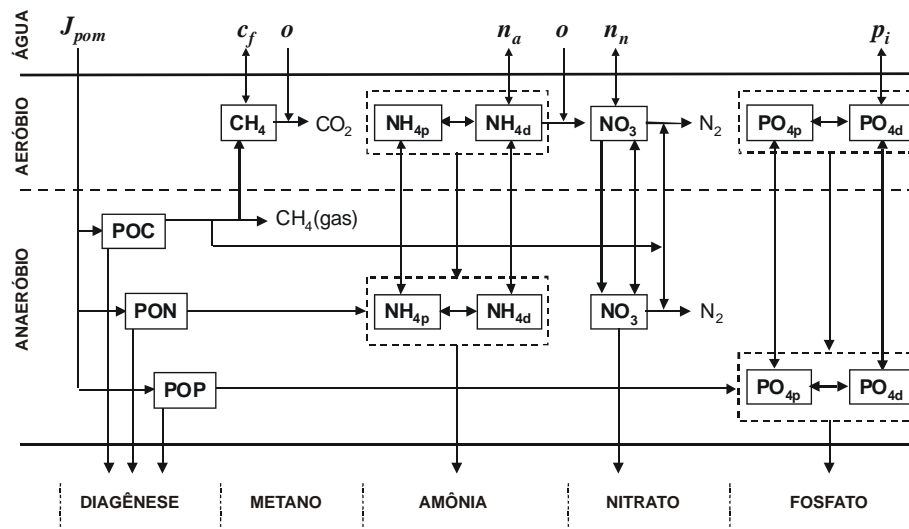 ÁGUA
J_pom c_f o n_a o n_n p_i
AERÓBIO
CH₄ CO₂ NH₄p NH₄d NO₃ N₂ PO₄p PO₄d
ANAERÓBIO
POC CH₄(gas)
PON NH₄p NH₄d NO₃ N₂
POP PO₄p PO₄d
DIAGÊNESE METANO AMÔNIA NITRATO FOSFATO